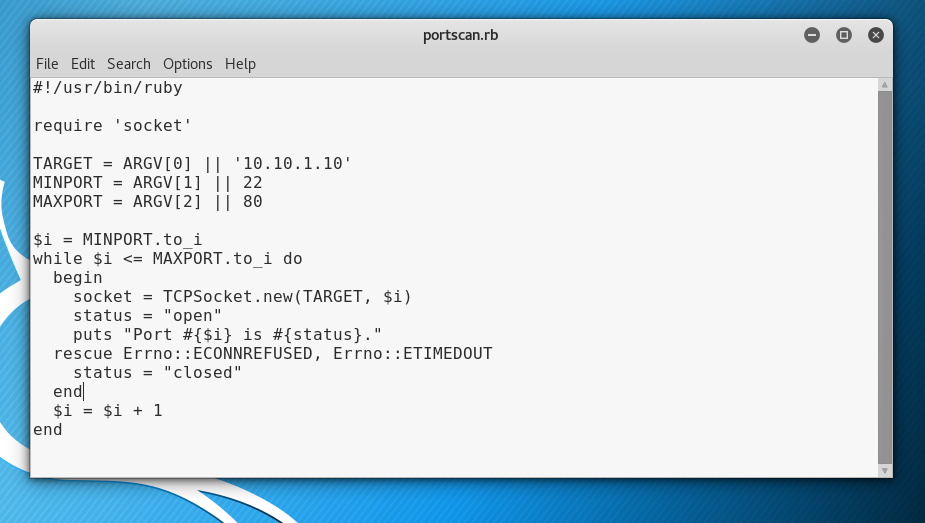 portscan.rb
File Edit Search Options Help
#!/usr/bin/ruby
require 'socket'
TARGET = ARGV[0] || '10.10.1.10'
MINPORT = ARGV[1] || 22
MAXPORT = ARGV[2] || 80
$i = MINPORT.to_i
while $i <= MAXPORT.to_i do
  begin
    socket = TCPSocket.new(TARGET, $i)
    status = "open"
    puts "Port #{$i} is #{status}."
  rescue Errno::ECONNREFUSED, Errno::ETIMEDOUT
    status = "closed"
  end
  $i = $i + 1
end